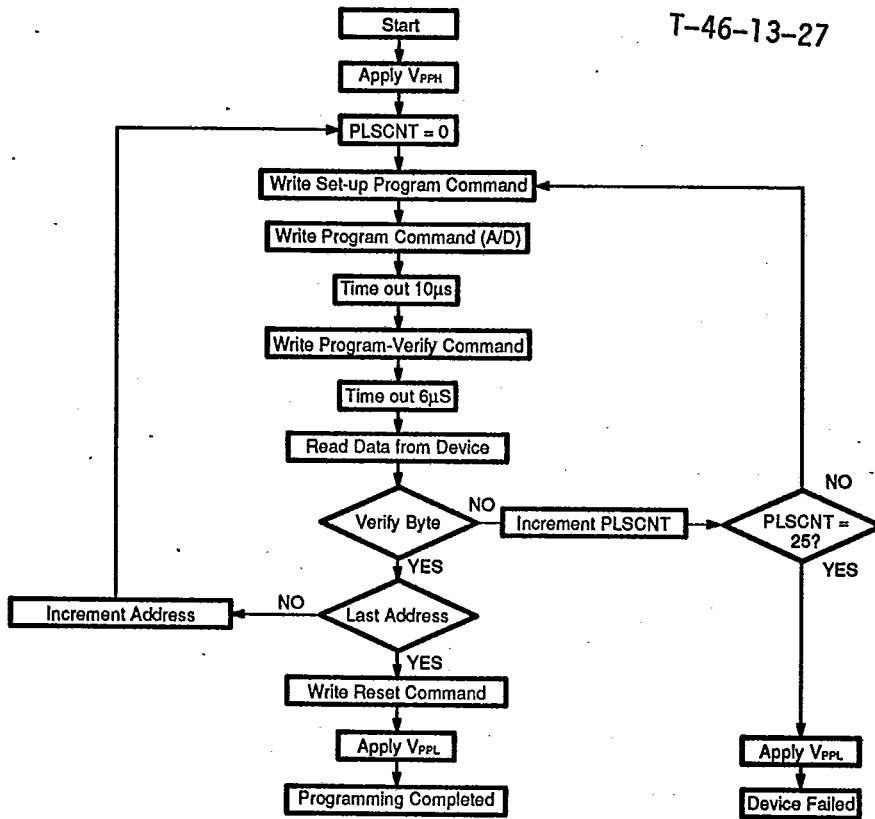 T-46-13-27
Start
Apply VPPH
PLSCNT = 0
Write Set-up Program Command
Write Program Command (A/D)
Time out 10µs
Write Program-Verify Command
Time out 6µS
Read Data from Device
Verify Byte
NO
Increment PLSCNT
PLSCNT =
25?
NO
YES
YES
Last Address
NO
Increment Address
YES
Write Reset Command
Apply VPPL
Programming Completed
Apply VPPL
Device Failed